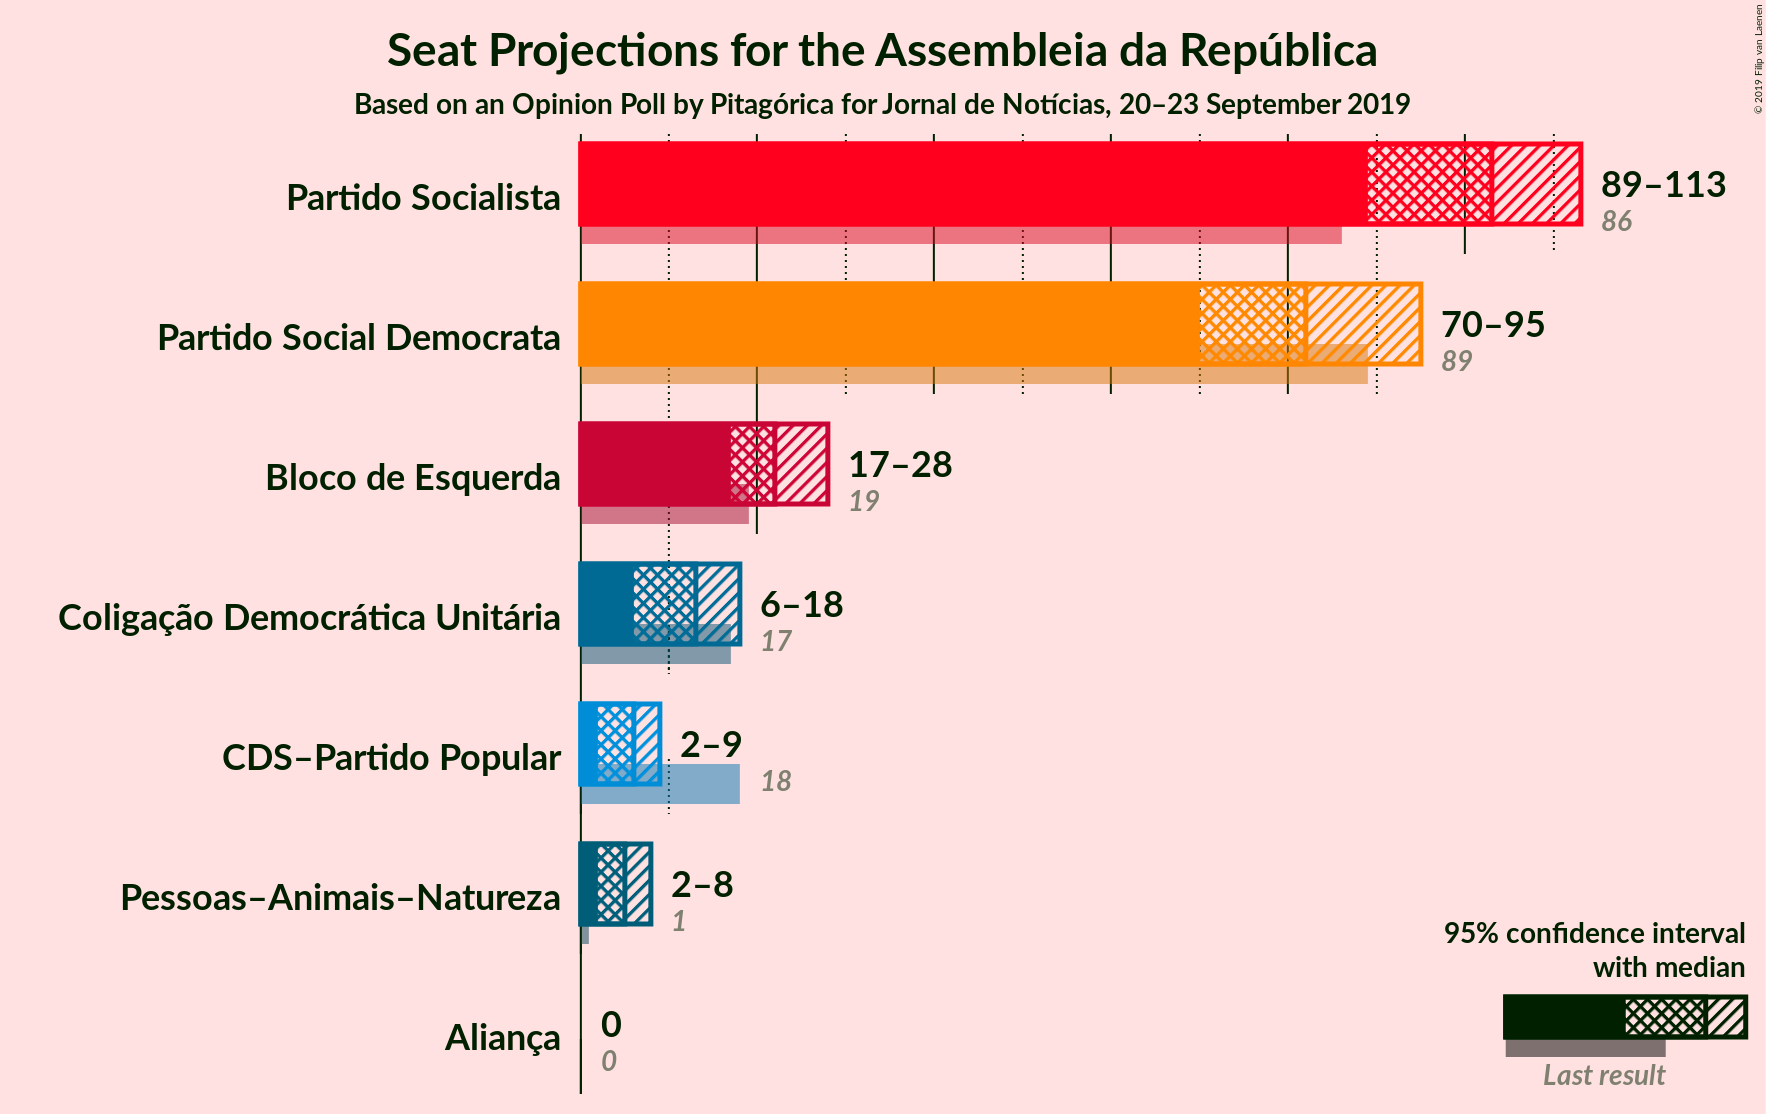 Seat Projections for the Assembleia da República
Based on an Opinion Poll by Pitagórica for Jornal de Notícias, 20–23 September 2019
© 2019 Filip van Laenen
Partido Socialista
89–113
86
Partido Social Democrata
70–95
89
Bloco de Esquerda
17–28
19
Coligação Democrática Unitária
6–18
17
CDS–Partido Popular
2–9
18
Pessoas–Animais–Natureza
2–8
1
Aliança
0
0
95% confidence interval
with median
Last result